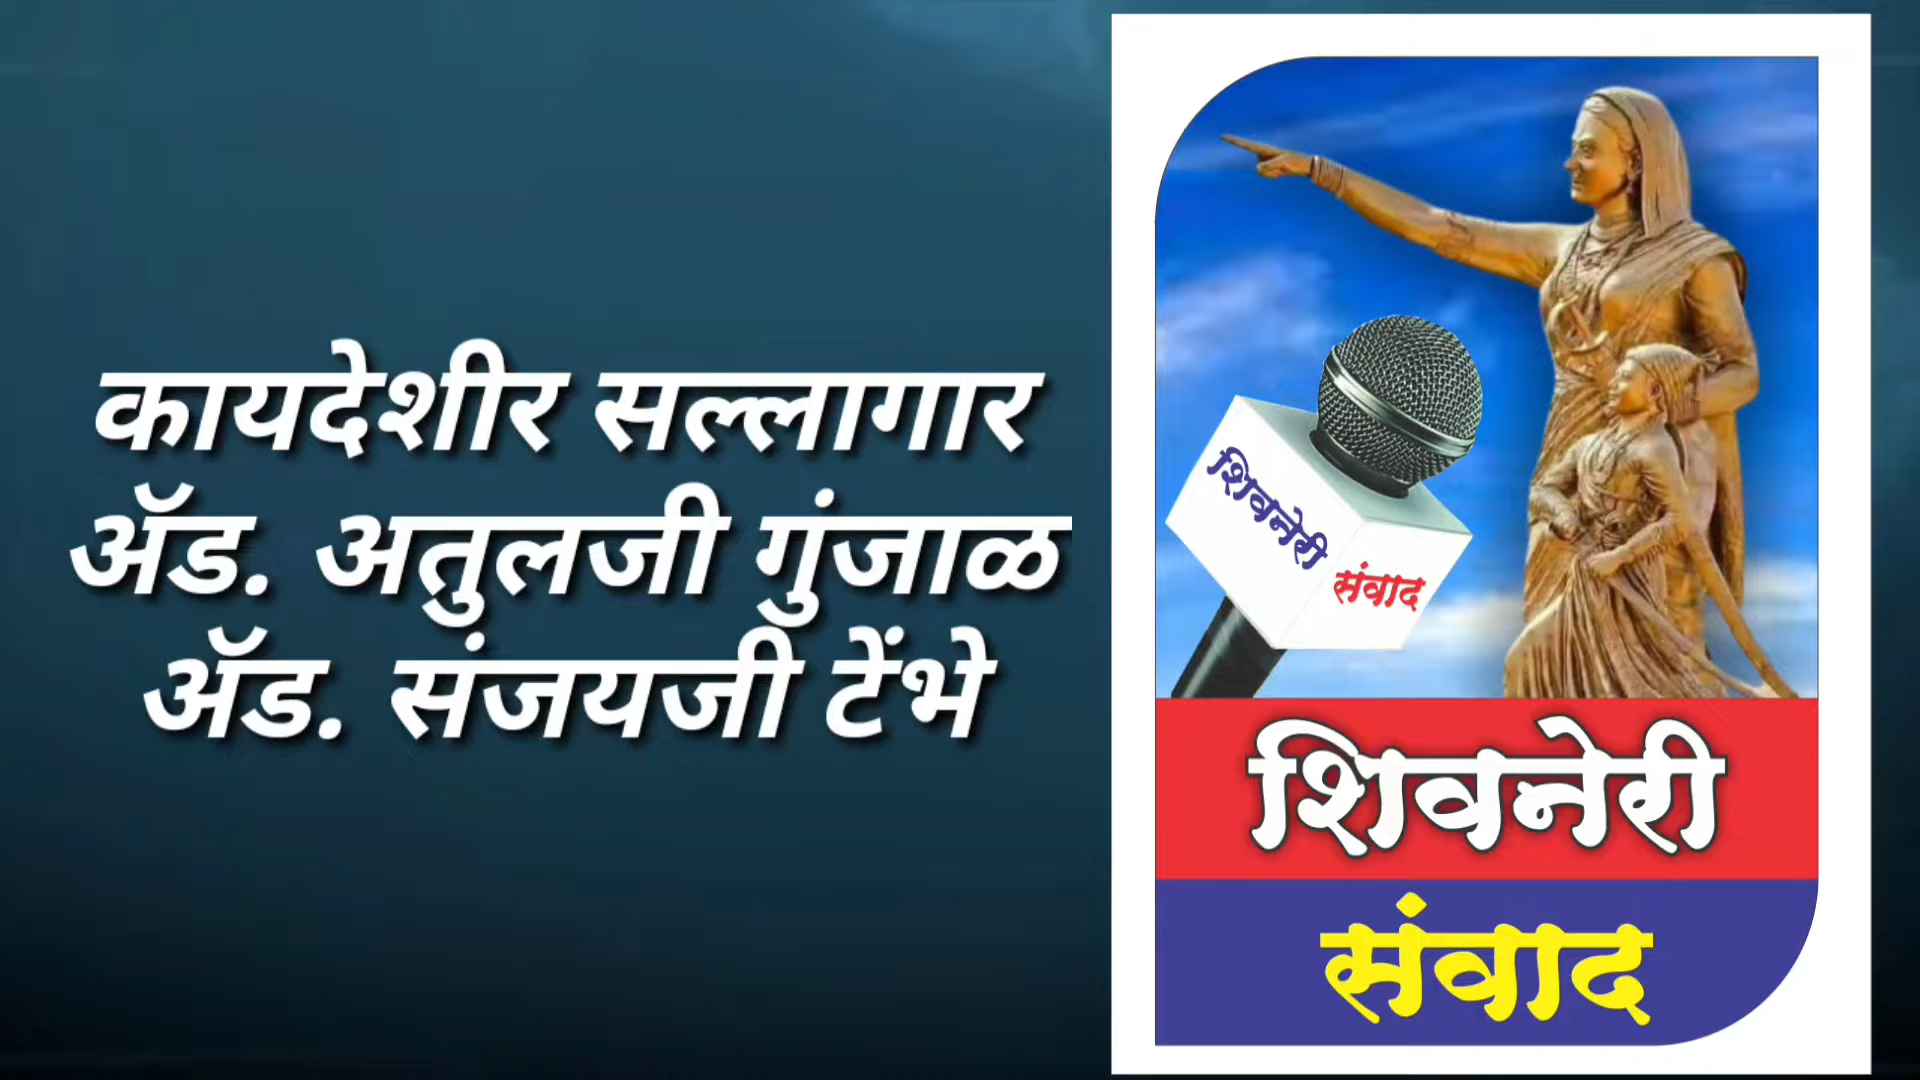 कायदेशीर सल्लागार
ॲड. अतुलजी गुंजाळ
ॲड. संजयजी टेंभे
शिवनेरी
संवाद
शिवनेरी
संवाद